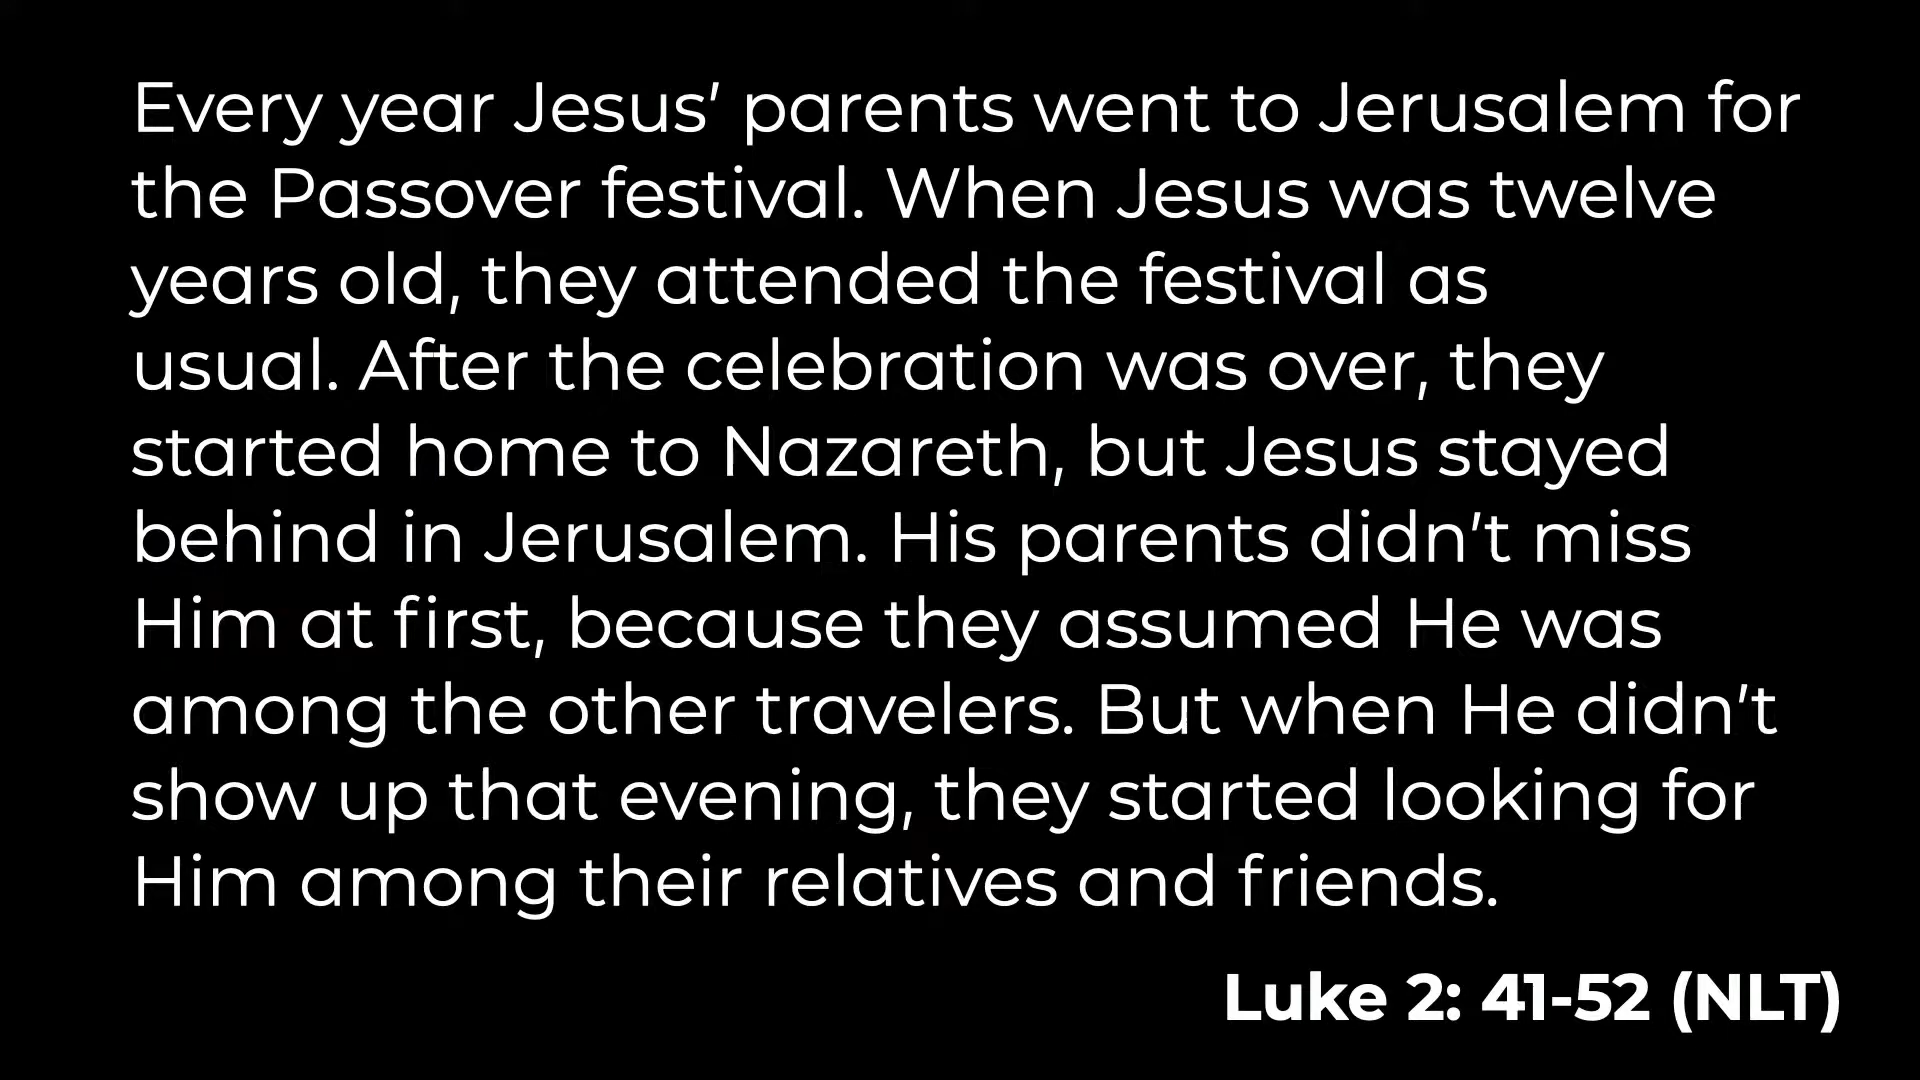 Every year Jesus’ parents went to Jerusalem for
the Passover festival. When Jesus was twelve
years old, they attended the festival as
usual. After the celebration was over, they
started home to Nazareth, but Jesus stayed
behind in Jerusalem. His parents didn’t miss
Him at first, because they assumed He was
among the other travelers. But when He didn’t
show up that evening, they started looking for
Him among their relatives and friends.
Luke 2: 41-52 (NLT)